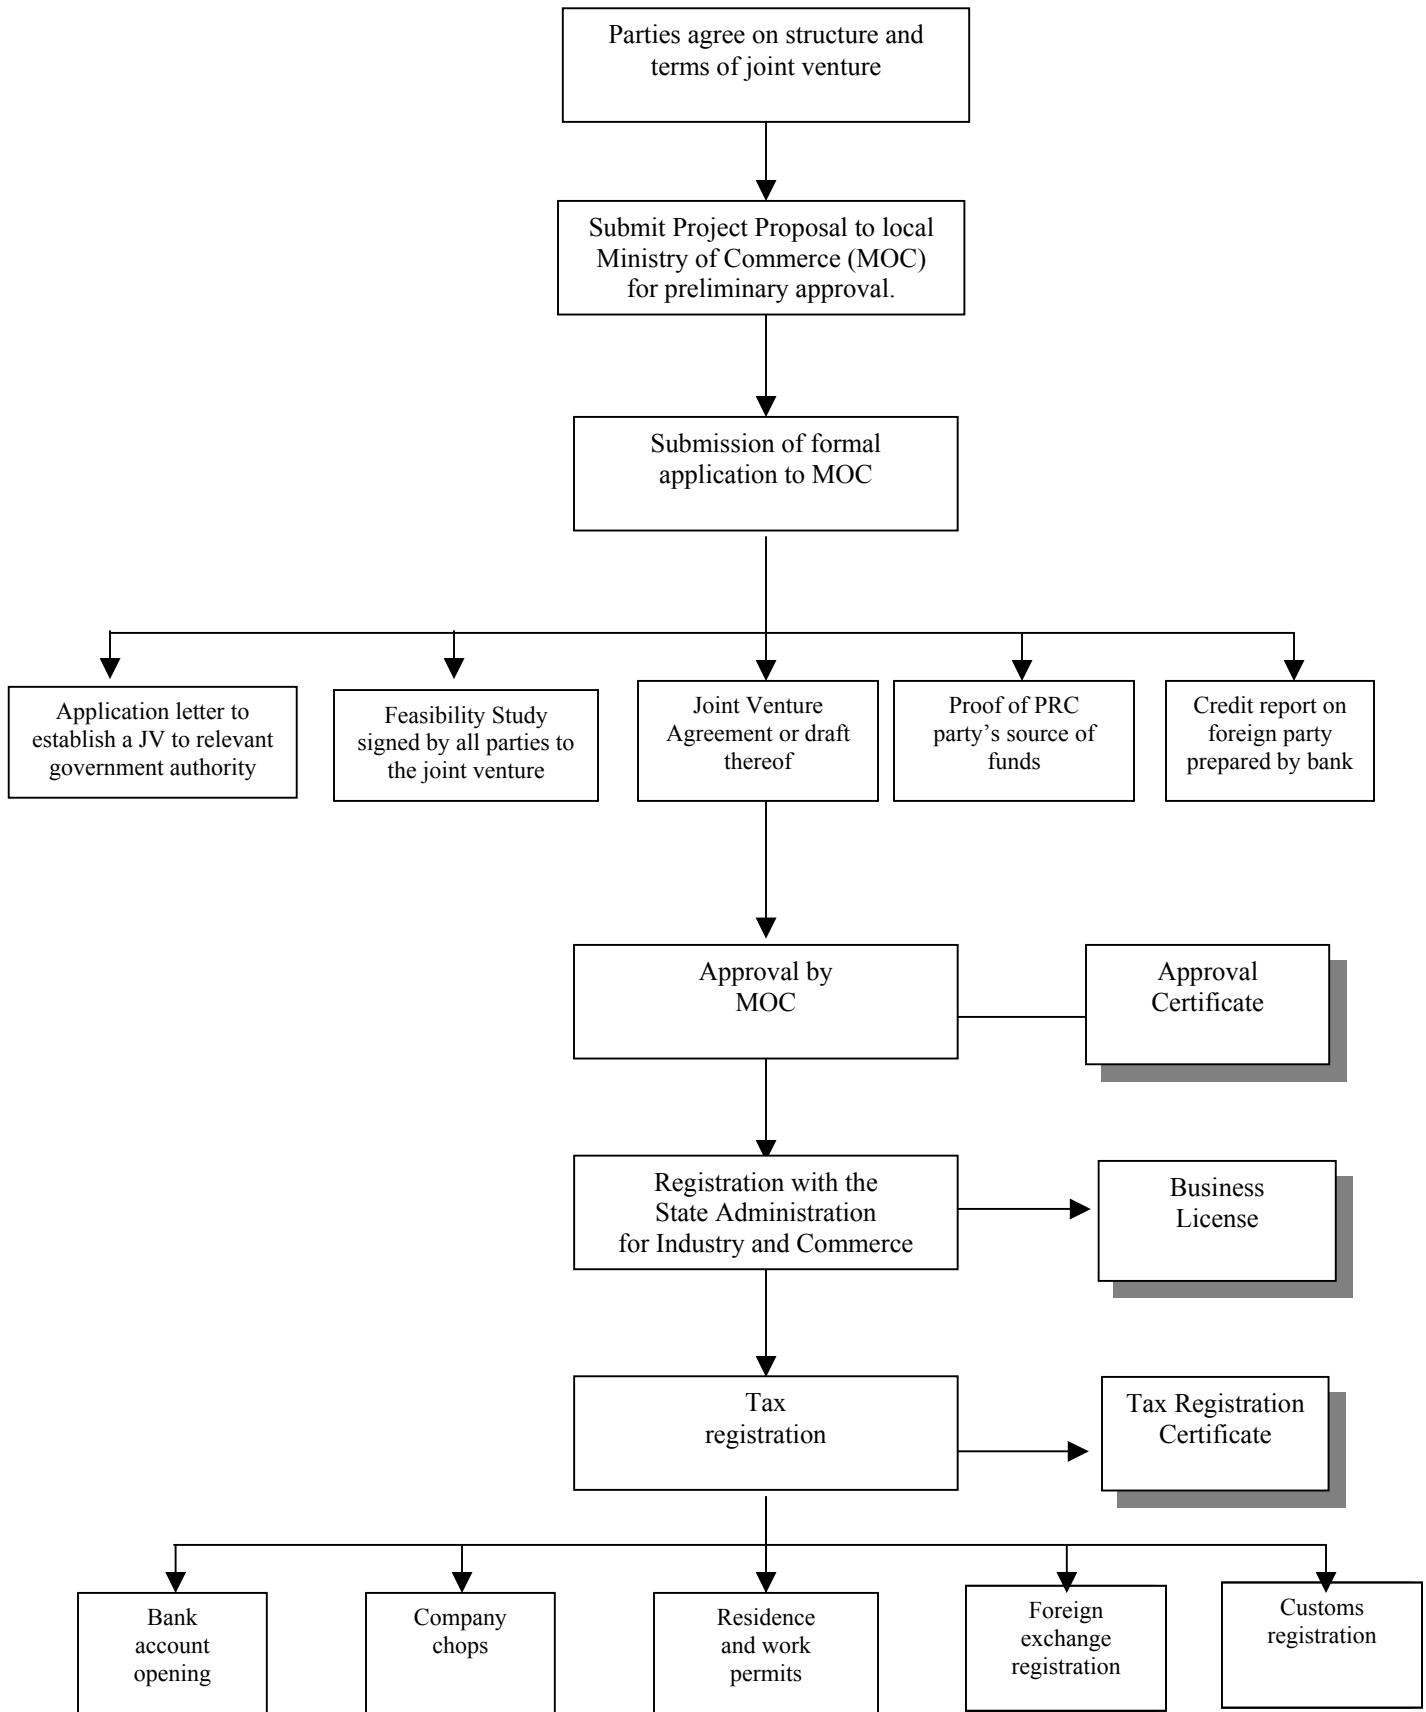 Parties agree on structure and
terms of joint venture
Submit Project Proposal to local
Ministry of Commerce (MOC)
for preliminary approval.
Submission of formal
application to MOC
Application letter to
establish a JV to relevant
government authority
Feasibility Study
signed by all parties to
the joint venture
Joint Venture
Agreement or draft
thereof
Proof of PRC
party’s source of
funds
Credit report on
foreign party
prepared by bank
Approval by
MOC
Approval
Certificate
Registration with the
State Administration
for Industry and Commerce
Business
License
Tax
registration
Tax Registration
Certificate
Bank
account
opening
Company
chops
Residence
and work
permits
Foreign
exchange
registration
Customs
registration